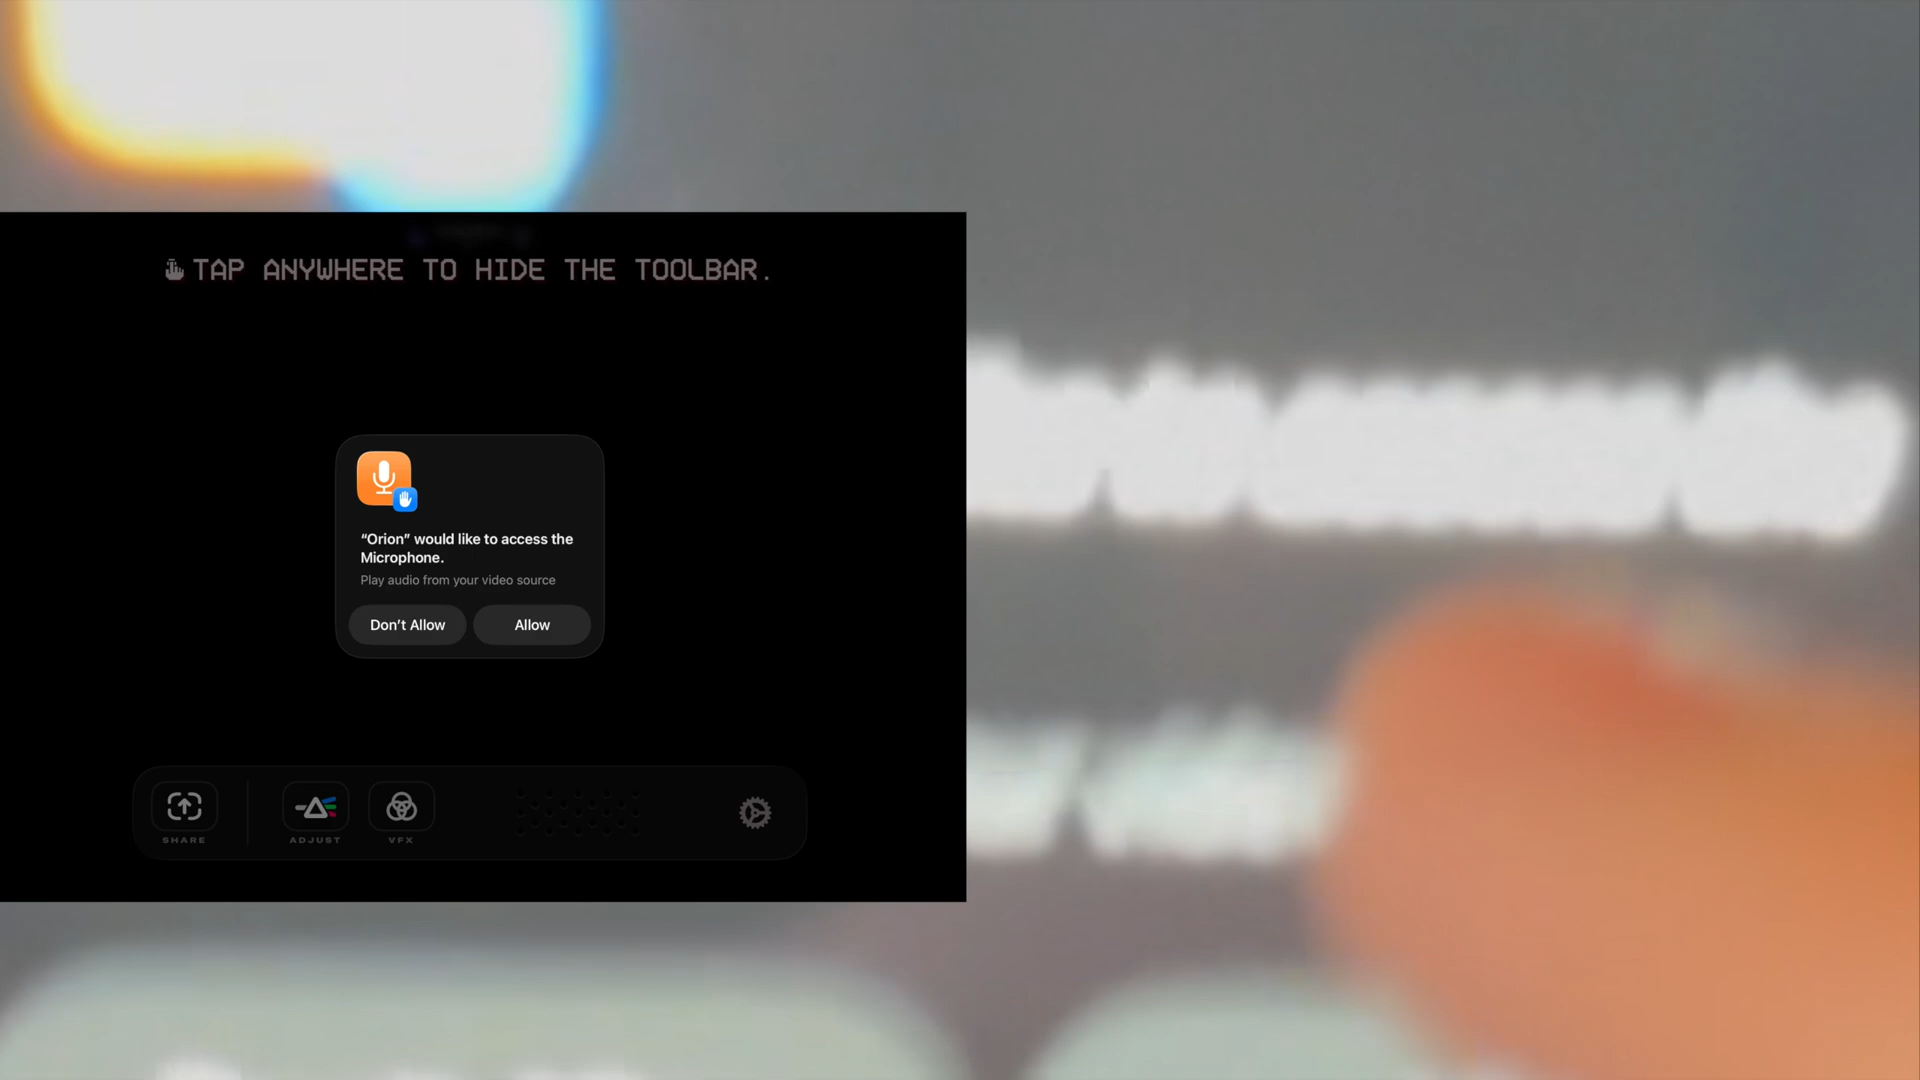 TAP ANYWHERE TO HIDE THE TOOLBAR.
“Orion” would like to access the
Microphone.
Play audio from your video source
Don’t Allow
Allow
SHARE
ADJUST
VFX